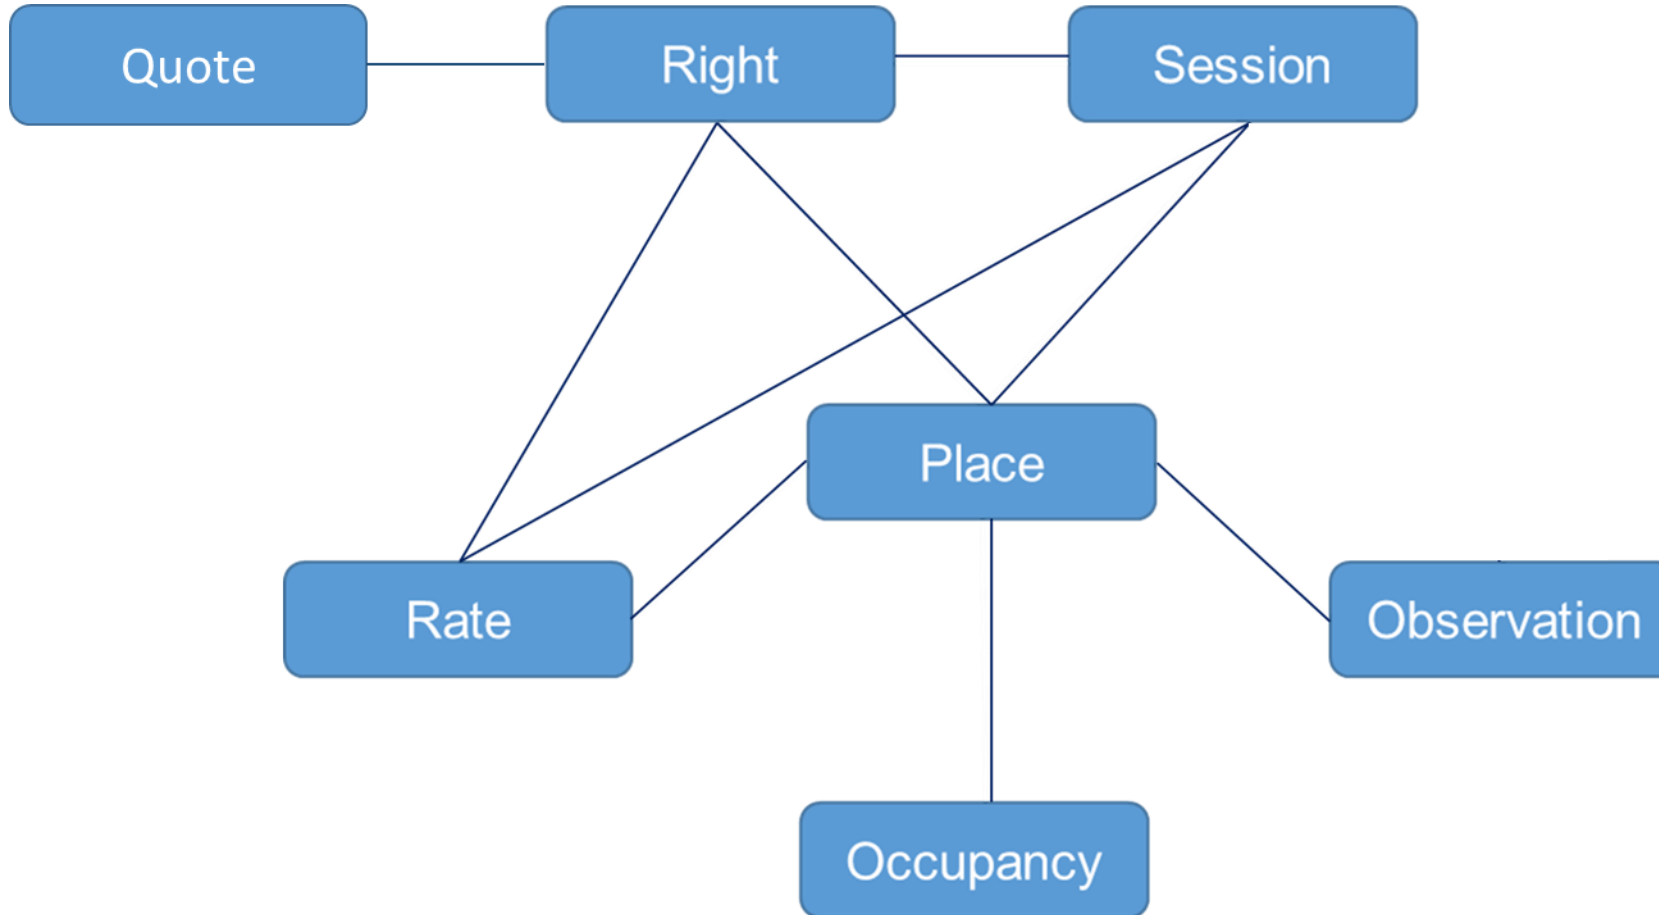 Quote
Right
Session
Place
Rate
Observation
Occupancy